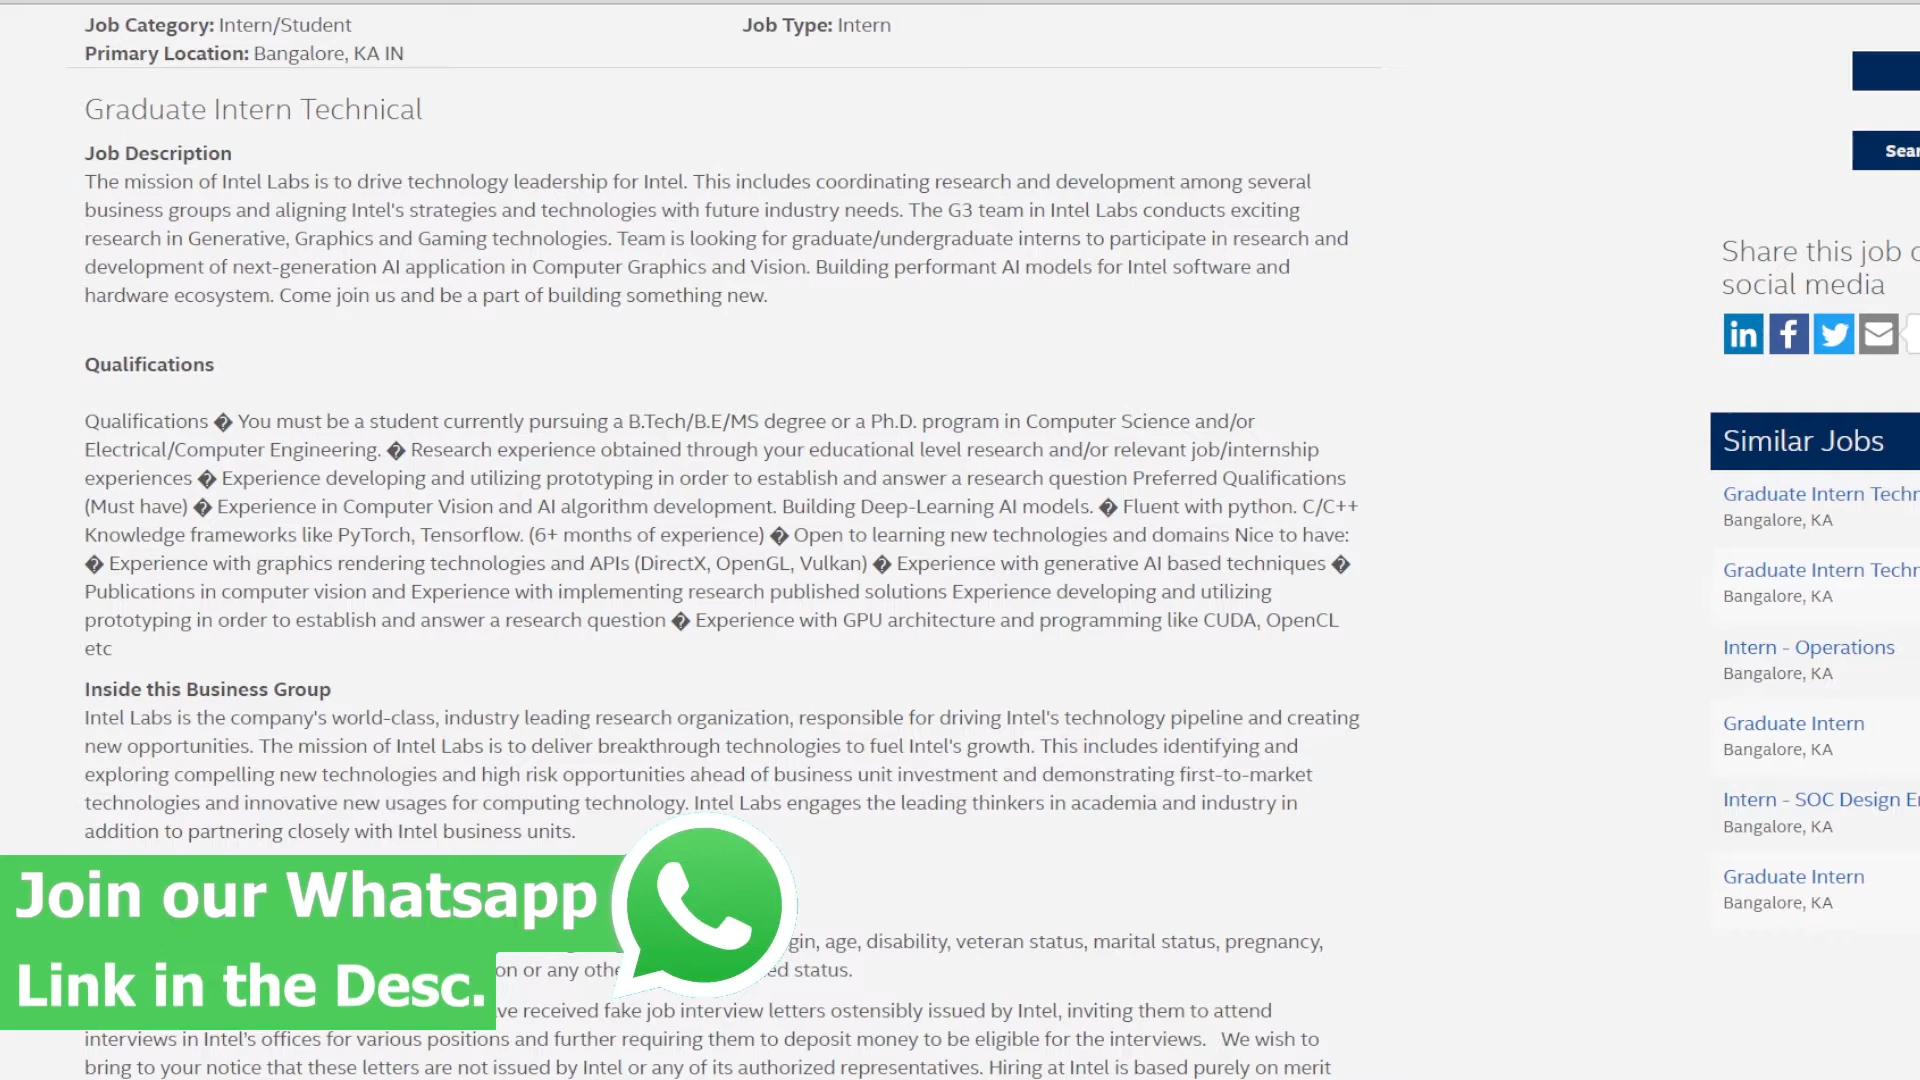 Job Category: Intern/Student
Job Type: Intern
Primary Location: Bangalore, KA IN
Graduate Intern Technical
Job Description
The mission of Intel Labs is to drive technology leadership for Intel. This includes coordinating research and development among several
business groups and aligning Intel's strategies and technologies with future industry needs. The G3 team in Intel Labs conducts exciting
research in Generative, Graphics and Gaming technologies. Team is looking for graduate/undergraduate interns to participate in research and
development of next-generation AI application in Computer Graphics and Vision. Building performant AI models for Intel software and
hardware ecosystem. Come join us and be a part of building something new.
Qualifications
Qualifications � You must be a student currently pursuing a B.Tech/B.E/MS degree or a Ph.D. program in Computer Science and/or
Electrical/Computer Engineering. � Research experience obtained through your educational level research and/or relevant job/internship
experiences � Experience developing and utilizing prototyping in order to establish and answer a research question Preferred Qualifications
(Must have) � Experience in Computer Vision and AI algorithm development. Building Deep-Learning AI models. � Fluent with python. C/C++
Knowledge frameworks like PyTorch, Tensorflow. (6+ months of experience) � Open to learning new technologies and domains Nice to have:
� Experience with graphics rendering technologies and APIs (DirectX, OpenGL, Vulkan) � Experience with generative AI based techniques �
Publications in computer vision and Experience with implementing research published solutions Experience developing and utilizing
prototyping in order to establish and answer a research question � Experience with GPU architecture and programming like CUDA, OpenCL
etc
Inside this Business Group
Intel Labs is the company's world-class, industry leading research organization, responsible for driving Intel's technology pipeline and creating
new opportunities. The mission of Intel Labs is to deliver breakthrough technologies to fuel Intel's growth. This includes identifying and
exploring compelling new technologies and high risk opportunities ahead of business unit investment and demonstrating first-to-market
technologies and innovative new usages for computing technology. Intel Labs engages the leading thinkers in academia and industry in
addition to partnering closely with Intel business units.
gin, age, disability, veteran status, marital status, pregnancy,
on or any othe ed status.
ve received fake job interview letters ostensibly issued by Intel, inviting them to attend
interviews in Intel's offices for various positions and further requiring them to deposit money to be eligible for the interviews. We wish to
bring to your notice that these letters are not issued by Intel or any of its authorized representatives. Hiring at Intel is based purely on merit
Join our Whatsapp
Link in the Desc.
Sear
Share this job o
social media
in f
Similar Jobs
Graduate Intern Techn
Bangalore, KA
Graduate Intern Techn
Bangalore, KA
Intern - Operations
Bangalore, KA
Graduate Intern
Bangalore, KA
Intern - SOC Design E
Bangalore, KA
Graduate Intern
Bangalore, KA